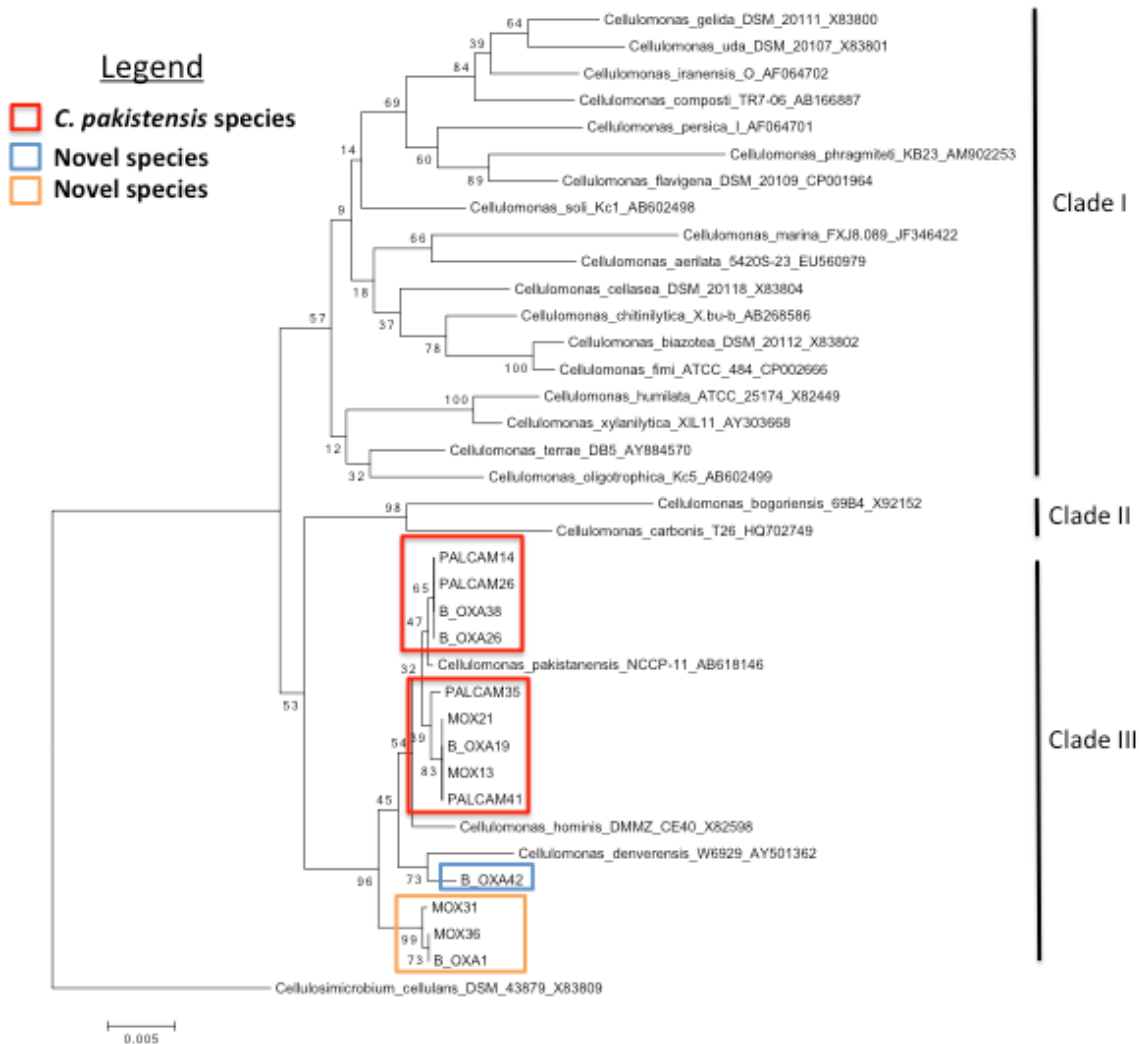 Legend
C. pakistensis species
Novel species
Novel species
64
Cellulomonas_gelida_DSM_20111_X83800
39
Cellulomonas_uda_DSM_20107_X83801
84
Cellulomonas_iranensis_O_AF064702
69
Cellulomonas_composti_TR7-06_AB166887
Cellulomonas_persica_I_AF064701
14
60
Cellulomonas_phragmiteti_KB23_AM902253
89
Cellulomonas_flavigena_DSM_20109_CP001964
9
Cellulomonas_soli_Kc1_AB602498
Clade I
66
Cellulomonas_marina_FXJ8.089_JF346422
Cellulomonas_aerilata_5420S-23_EU560979
18
Cellulomonas_cellasea_DSM_20118_X83804
57
37
Cellulomonas_chitinilytica_X.bu-b_AB268586
78
Cellulomonas_biazotea_DSM_20112_X83802
100
Cellulomonas_fimi_ATCC_484_CP002666
100
Cellulomonas_humilata_ATCC_25174_X82449
Cellulomonas_xylanilytica_XIL11_AY303668
12
Cellulomonas_terrae_DB5_AY884570
32
Cellulomonas_oligotrophica_Kc5_AB602499
98
Cellulomonas_bogoriensis_69B4_X92152
Clade II
Cellulomonas_carbonis_T26_HQ702749
PALCAM14
65
PALCAM26
B_OXA38
47
B_OXA26
32
Cellulomonas_pakistanensis_NCCP-11_AB618146
53
PALCAM35
MOX21
54
39
B_OXA19
Clade III
83
MOX13
PALCAM41
45
Cellulomonas_hominis_DMMZ_CE40_X82598
Cellulomonas_denverensis_W6929_AY501362
96
73
B_OXA42
MOX31
99
MOX36
73
B_OXA1
Cellulosimicrobium_cellulans_DSM_43879_X83809
0.005